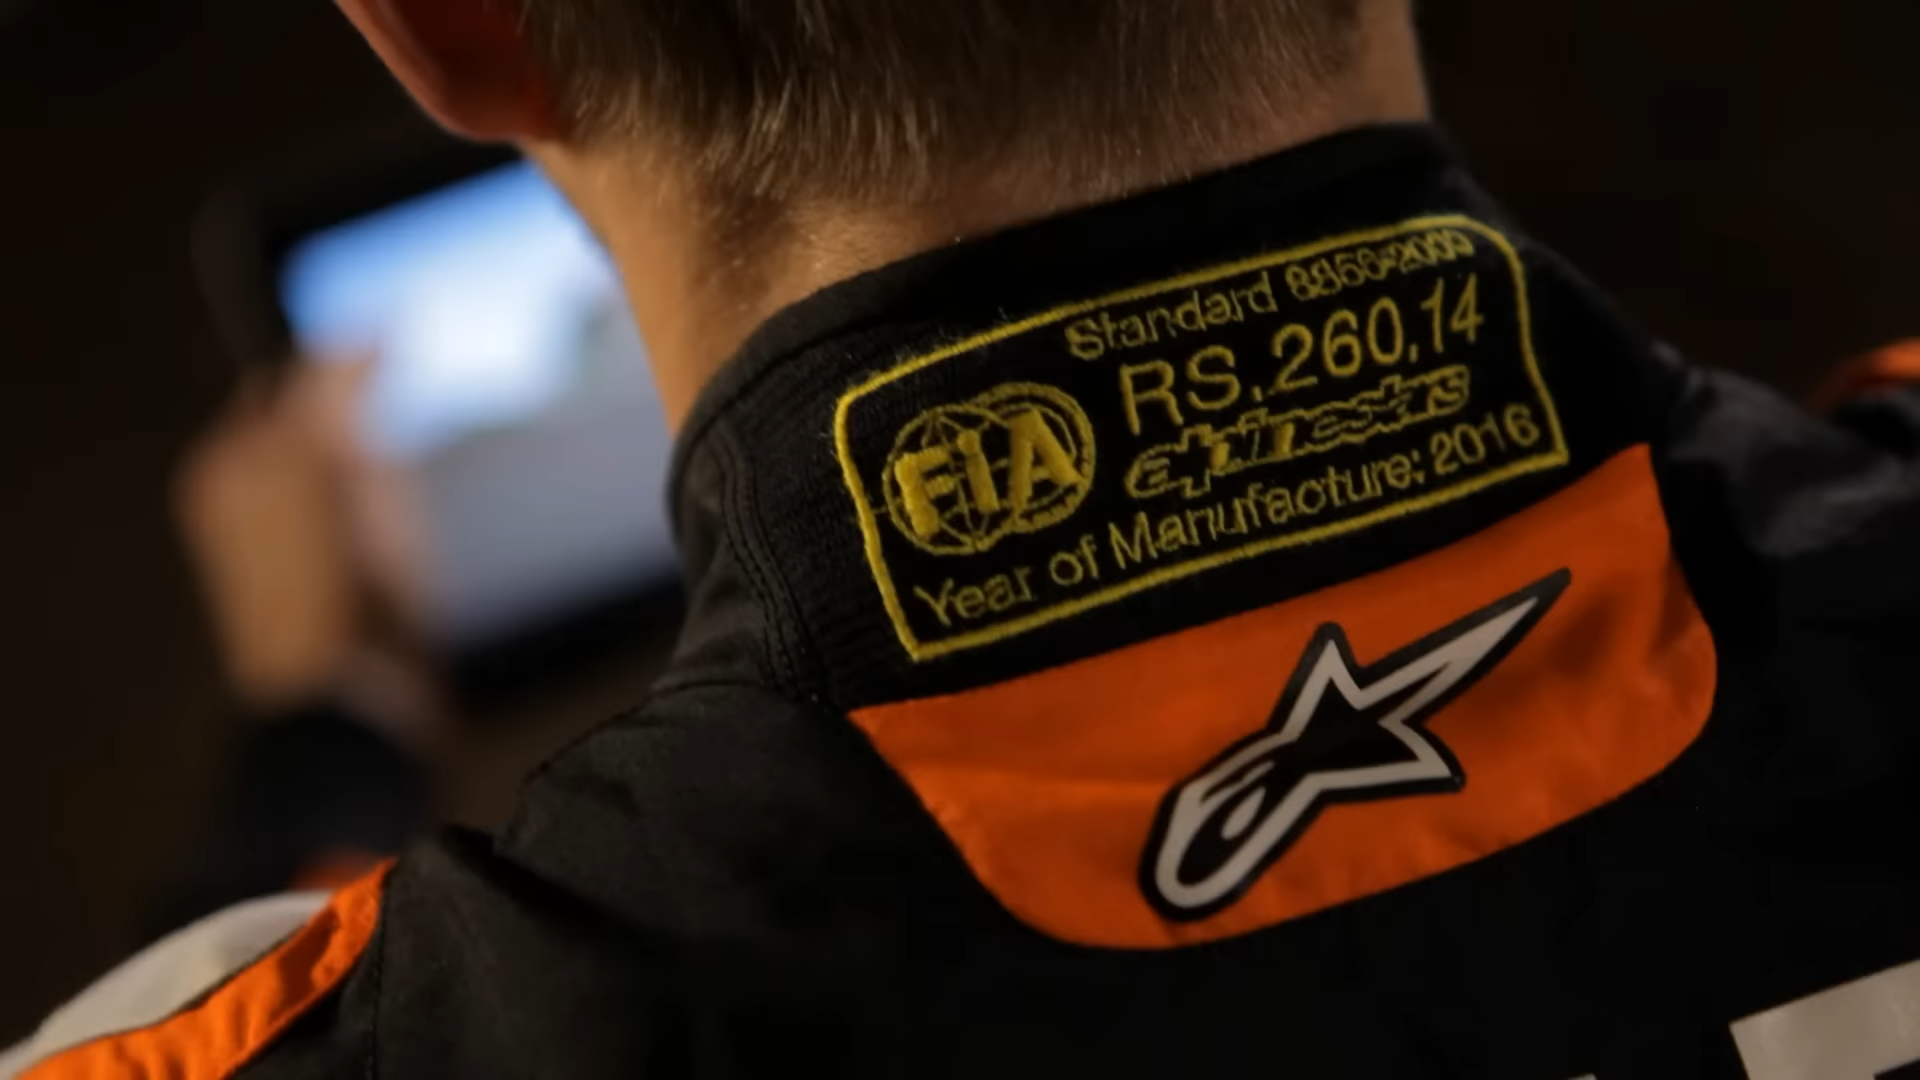 Standard 8856-2000
RS.260.14
alpinestars
FIA
Year of Manufacture: 2016